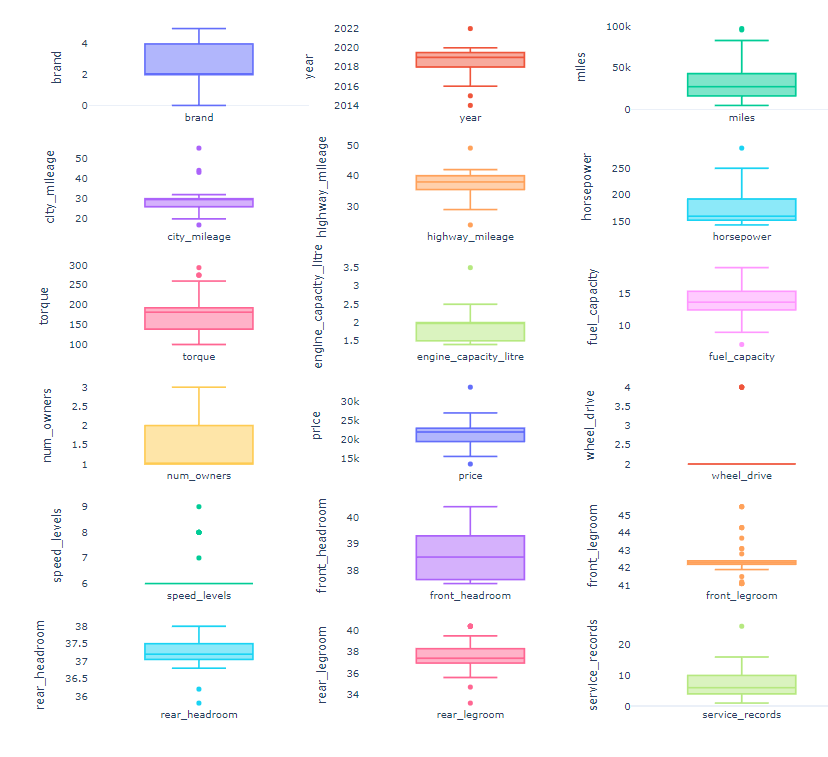 brand
4
2
0
brand
year
2022
2020
2018
2016
2014
year
miles
100k
50k
0
miles
city_mileage
50
40
30
20
city_mileage
highway_mileage
50
40
30
highway_mileage
horsepower
250
200
150
horsepower
torque
300
250
200
150
100
torque
engine_capacity_litre
3.5
3
2.5
2
1.5
engine_capacity_litre
fuel_capacity
15
10
fuel_capacity
num_owners
3
2.5
2
1.5
1
num_owners
price
30k
25k
20k
15k
price
wheel_drive
4
3.5
3
2.5
2
wheel_drive
speed_levels
9
8
7
6
speed_levels
front_headroom
40
39
38
front_headroom
front_legroom
45
44
43
42
41
front_legroom
rear_headroom
38
37.5
37
36.5
36
rear_headroom
rear_legroom
40
38
36
34
rear_legroom
service_records
20
10
0
service_records